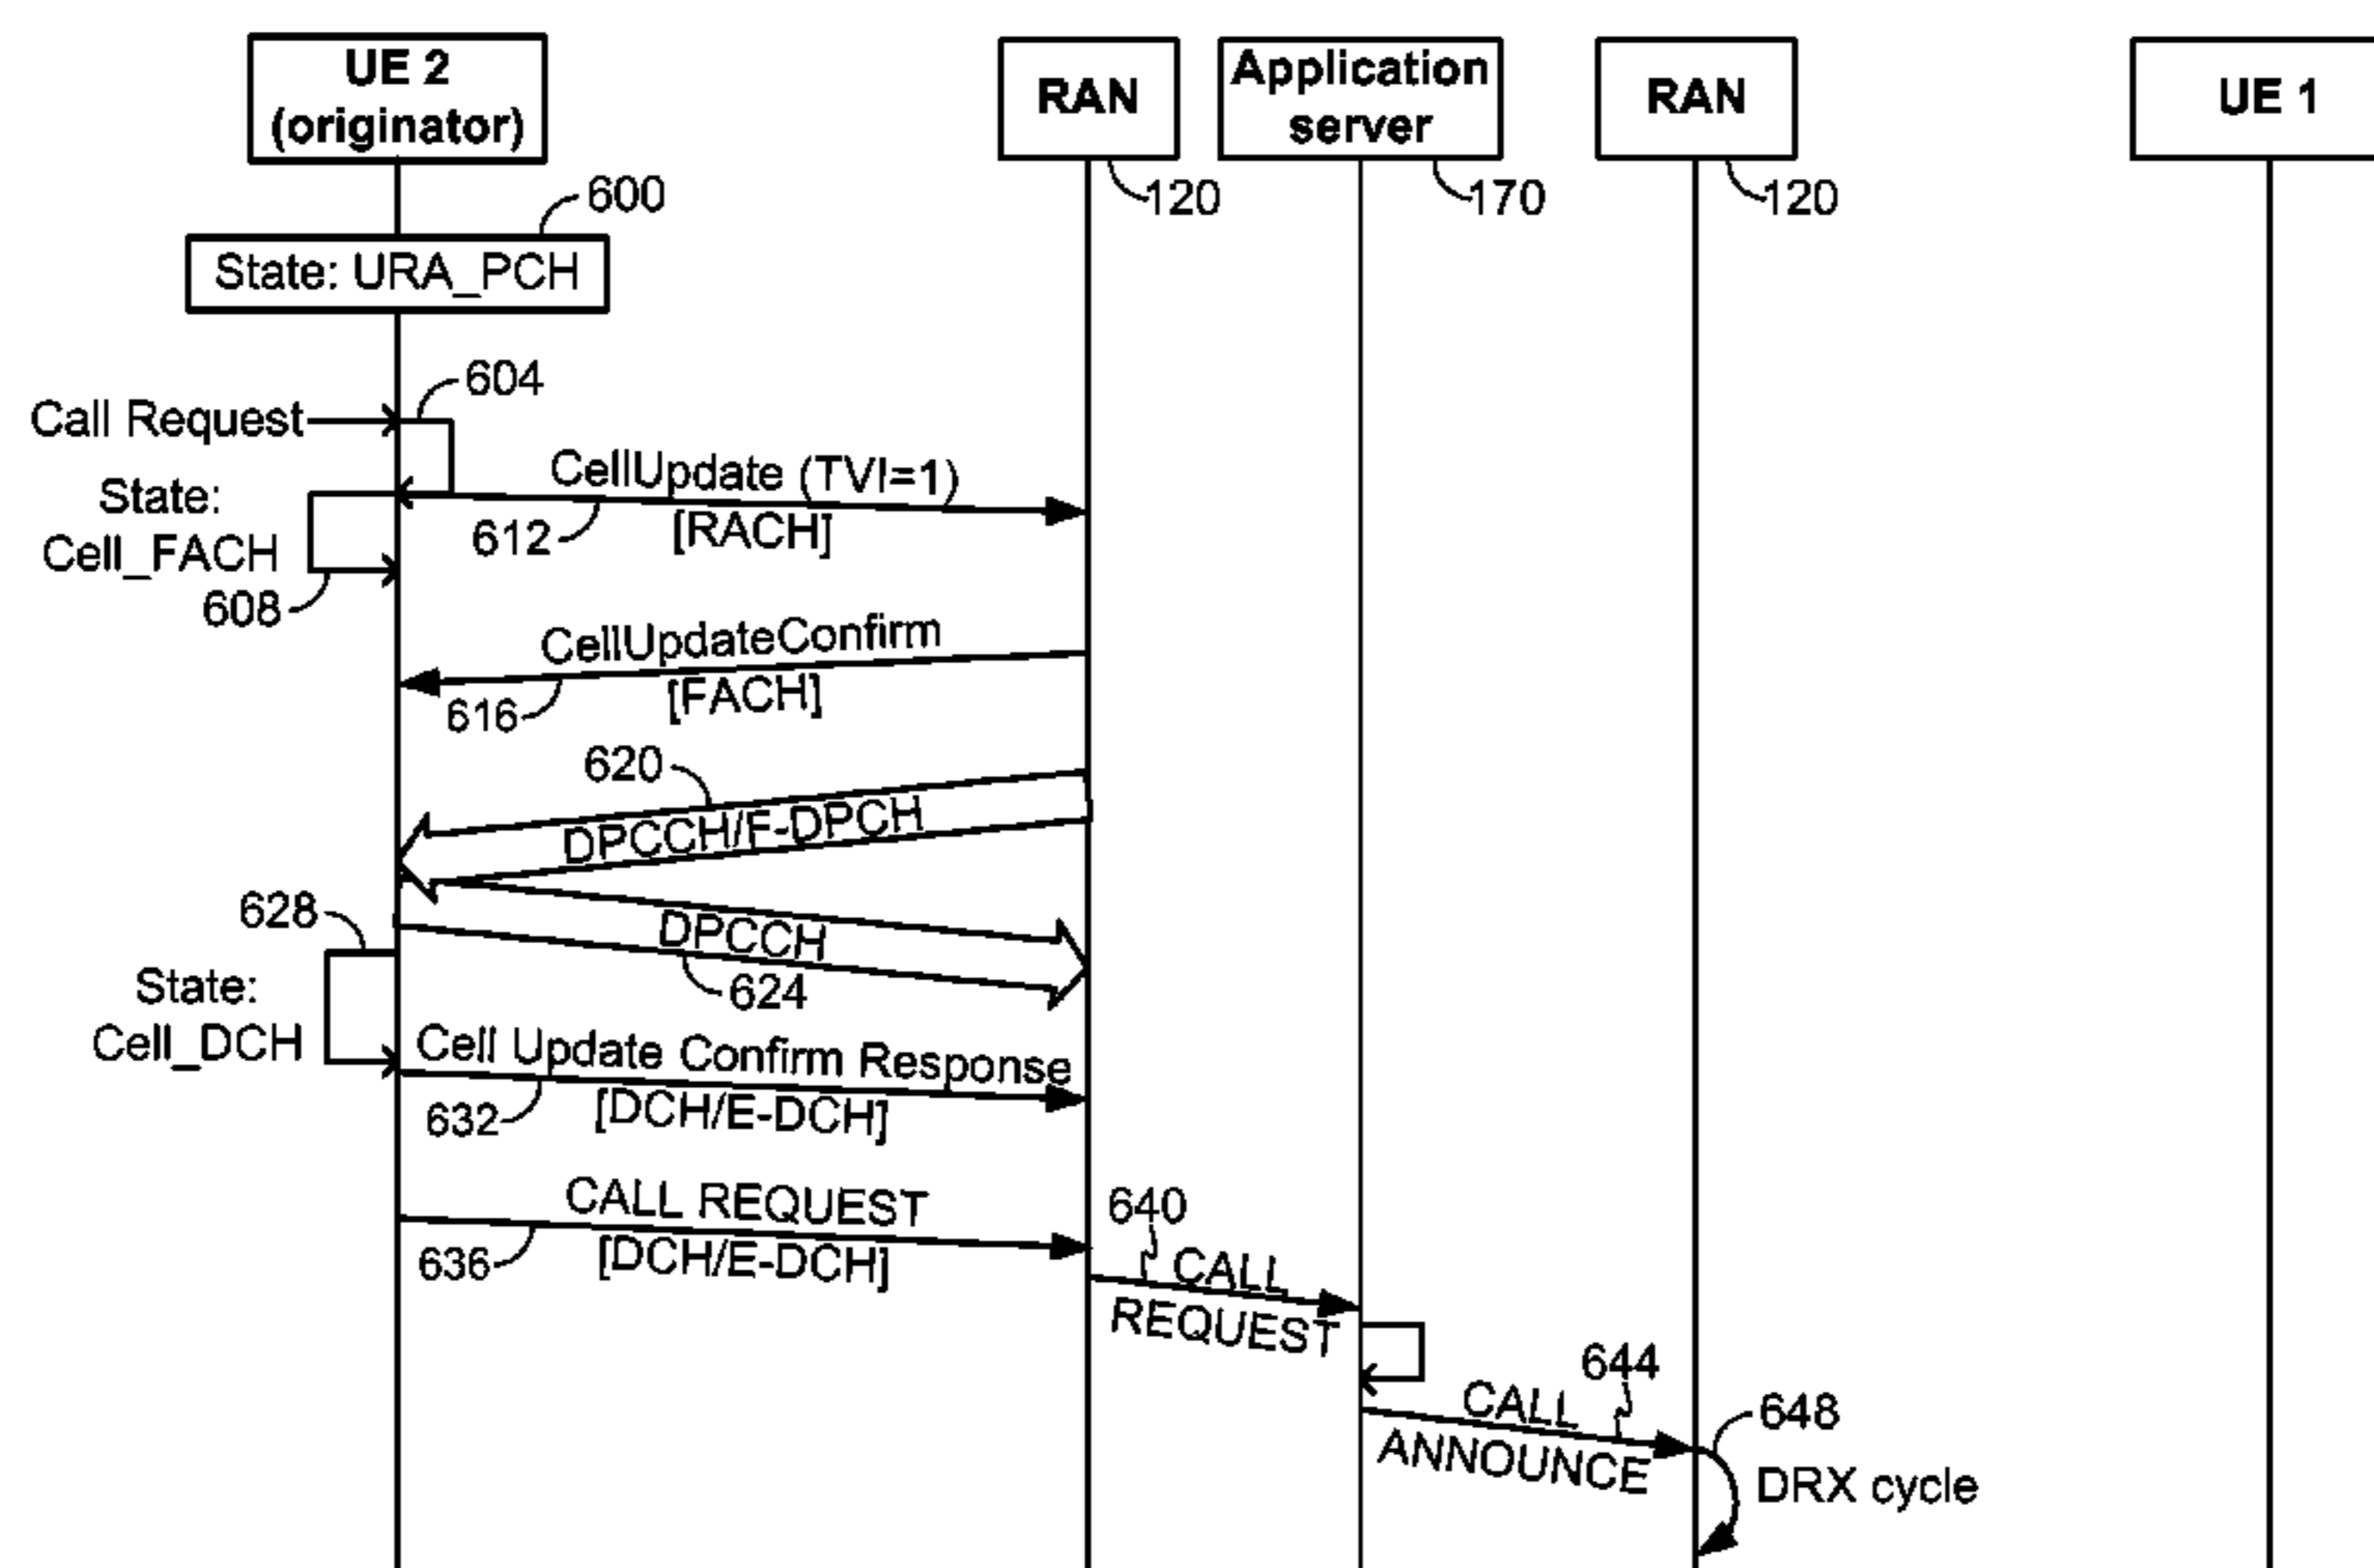 UE 2
(originator)
RAN
Application
server
RAN
UE 1
120
170
120
600
State: URA_PCH
604
Call Request
CellUpdate (TVI=1)
[RACH]
612
State:
Cell_FACH
608
CellUpdateConfirm
[FACH]
616
620
DPCCH/F-DPCH
628
DPCCH
624
State:
Cell_DCH
Cell Update Confirm Response
[DCH/E-DCH]
632
CALL REQUEST
[DCH/E-DCH]
636
640
CALL
REQUEST
644
CALL
ANNOUNCE
648
DRX cycle